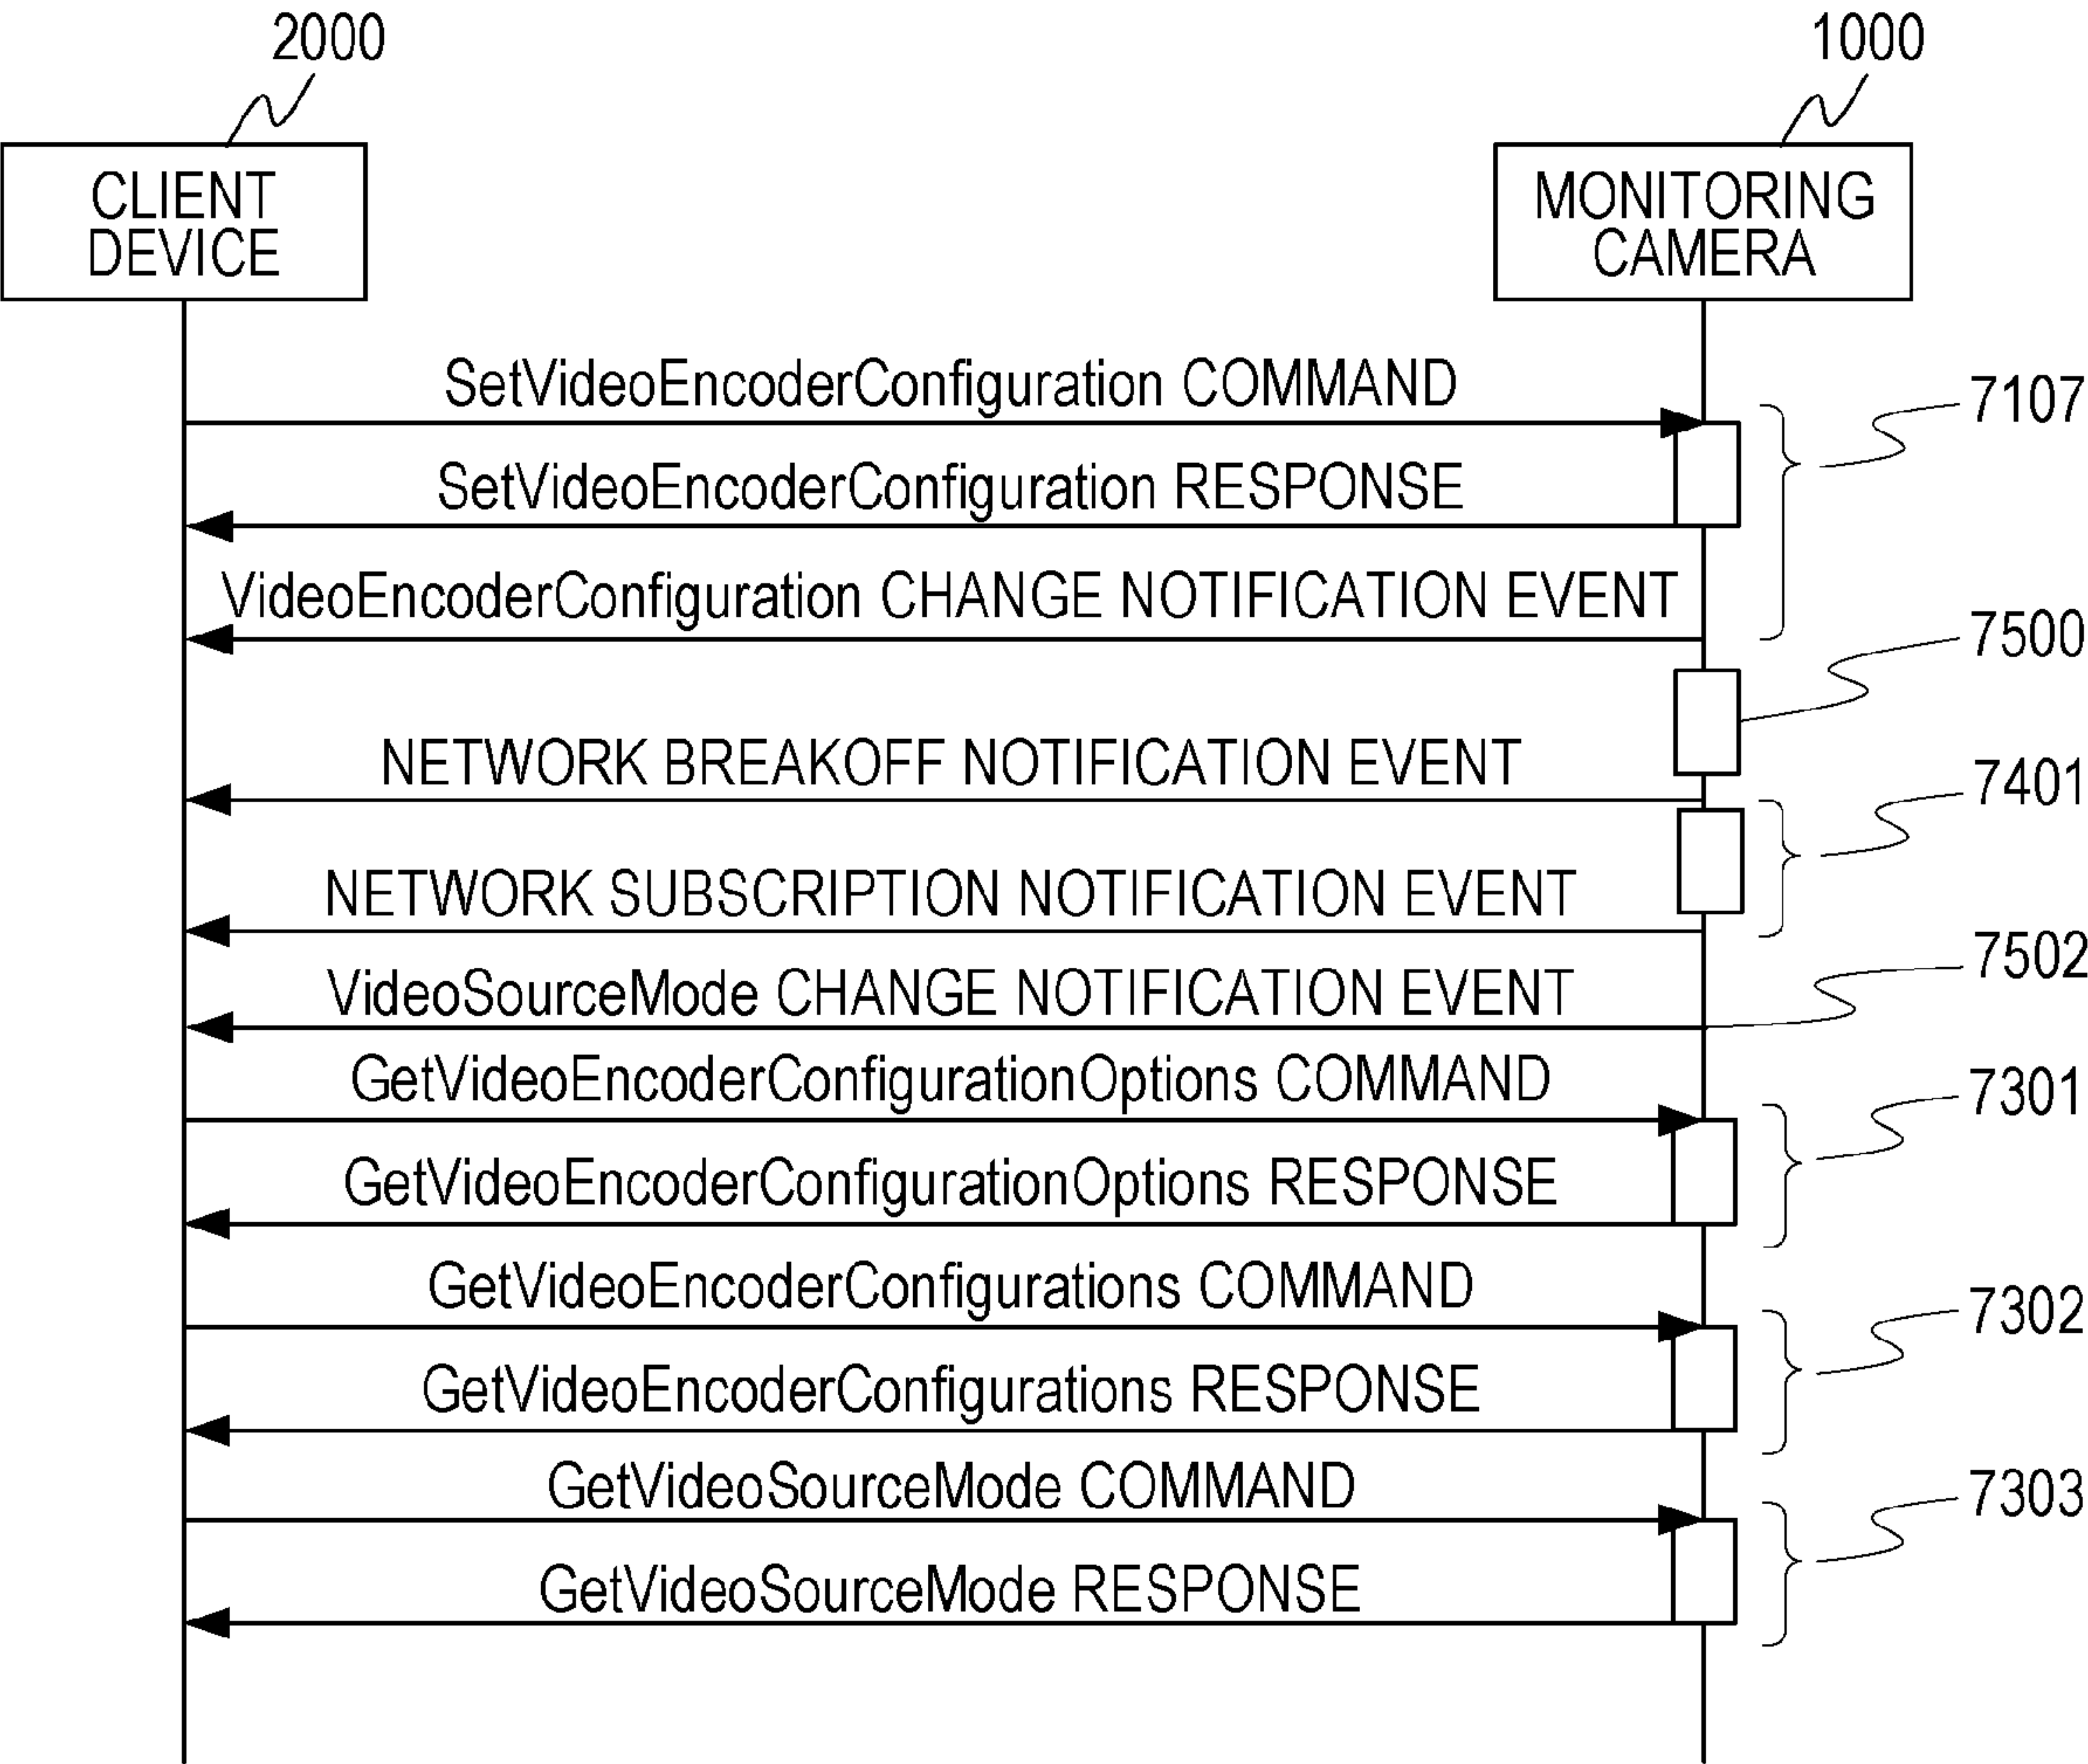 2000
1000
CLIENT
DEVICE
MONITORING
CAMERA
SetVideoEncoderConfiguration COMMAND
7107
SetVideoEncoderConfiguration RESPONSE
VideoEncoderConfiguration CHANGE NOTIFICATION EVENT
7500
NETWORK BREAKOFF NOTIFICATION EVENT
7401
NETWORK SUBSCRIPTION NOTIFICATION EVENT
7502
VideoSourceMode CHANGE NOTIFICATION EVENT
GetVideoEncoderConfigurationOptions COMMAND
7301
GetVideoEncoderConfigurationOptions RESPONSE
GetVideoEncoderConfigurations COMMAND
7302
GetVideoEncoderConfigurations RESPONSE
GetVideoSourceMode COMMAND
7303
GetVideoSourceMode RESPONSE